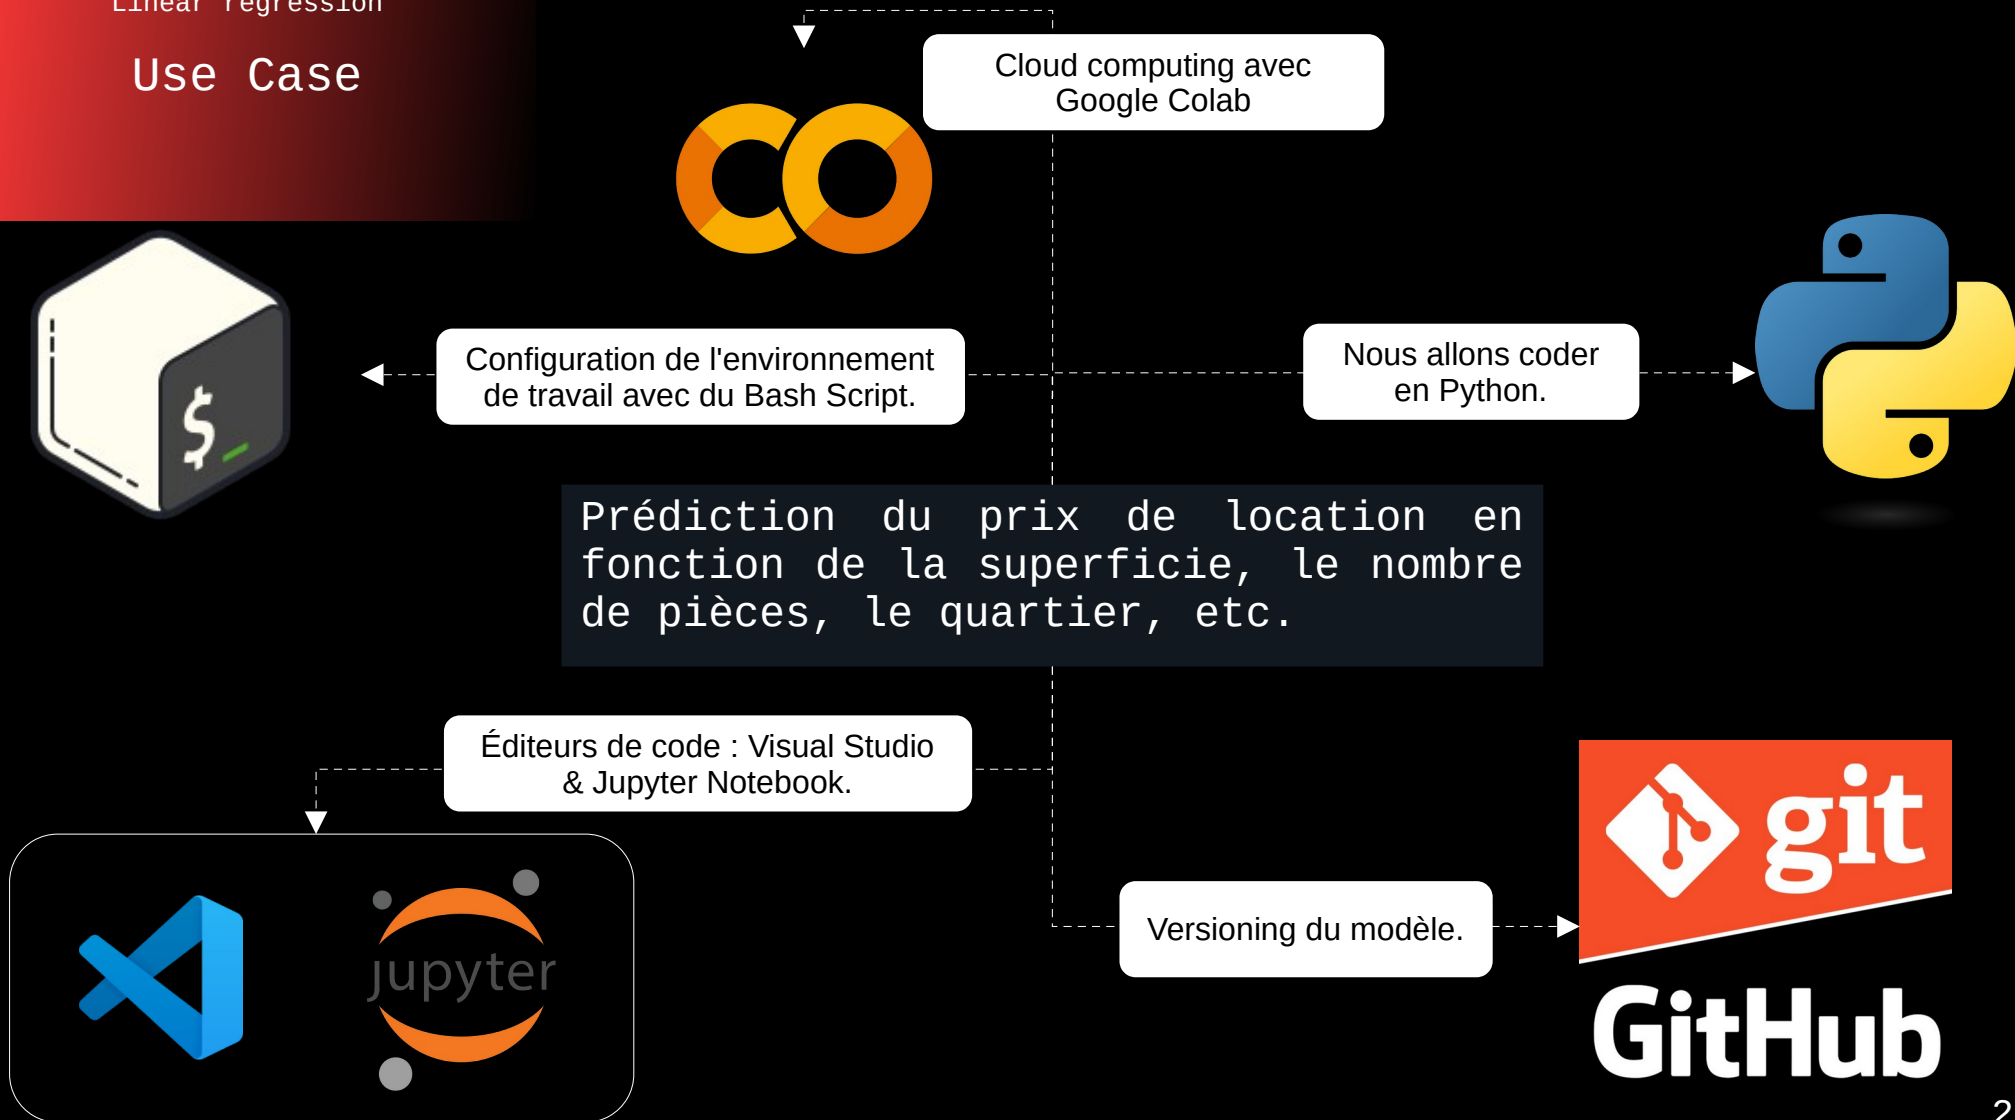 Linear regression
Use Case
Cloud computing avec
Google Colab
Configuration de l'environnement
de travail avec du Bash Script.
$_
Nous allons coder
en Python.
Prédiction du prix de location en
fonction de la superficie, le nombre
de pièces, le quartier, etc.
Éditeurs de code : Visual Studio
& Jupyter Notebook.
jupyter
Versioning du modèle.
git
GitHub